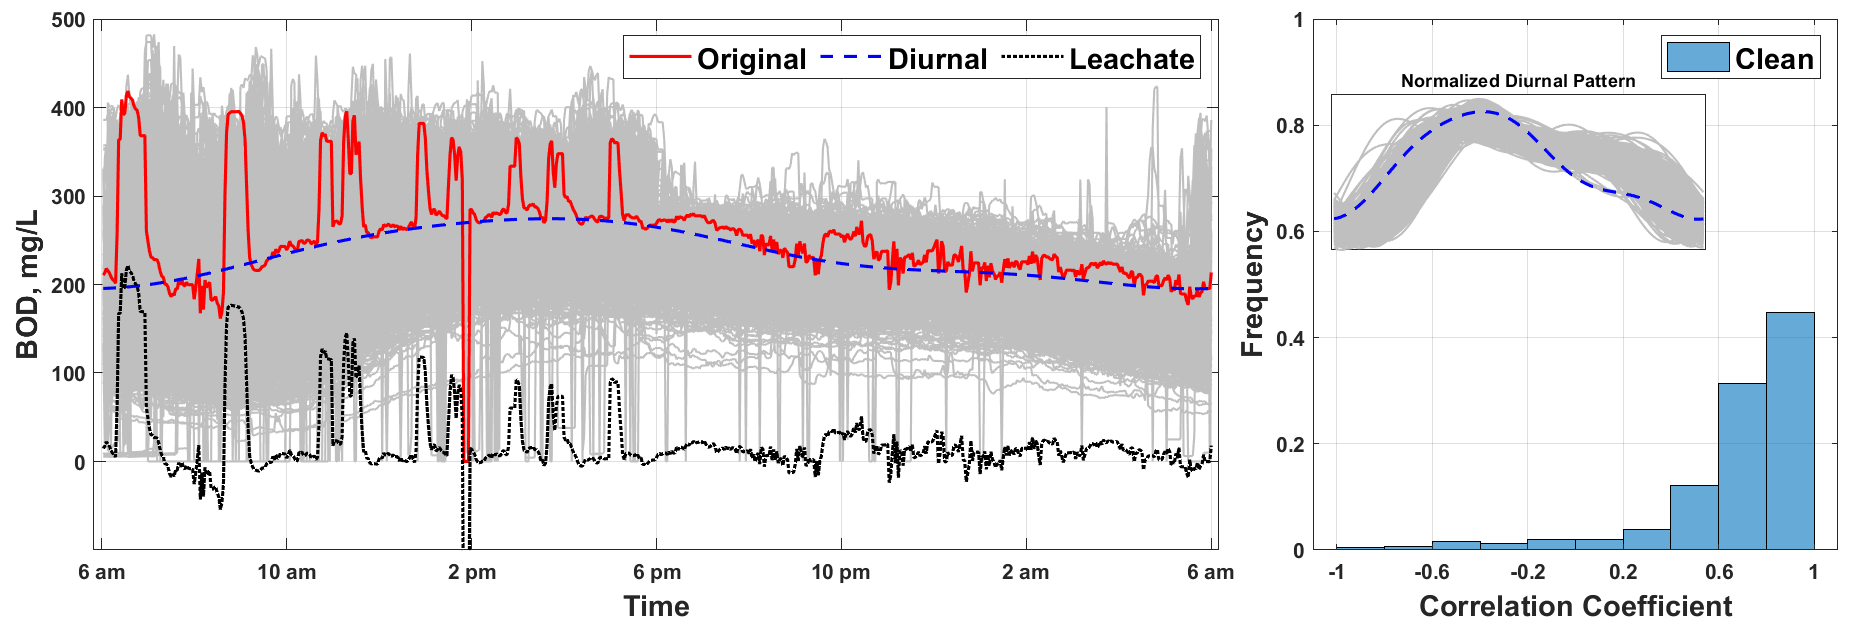 500
400
300
200
100
0
BOD, mg/L
Original Diurnal Leachate
6 am 10 am 2 pm 6 pm 10 pm 2 am 6 am
Time
1
0.8
0.6
0.4
0.2
0
Frequency
Clean
Normalized Diurnal Pattern
-1 -0.6 -0.2 0.2 0.6 1
Correlation Coefficient